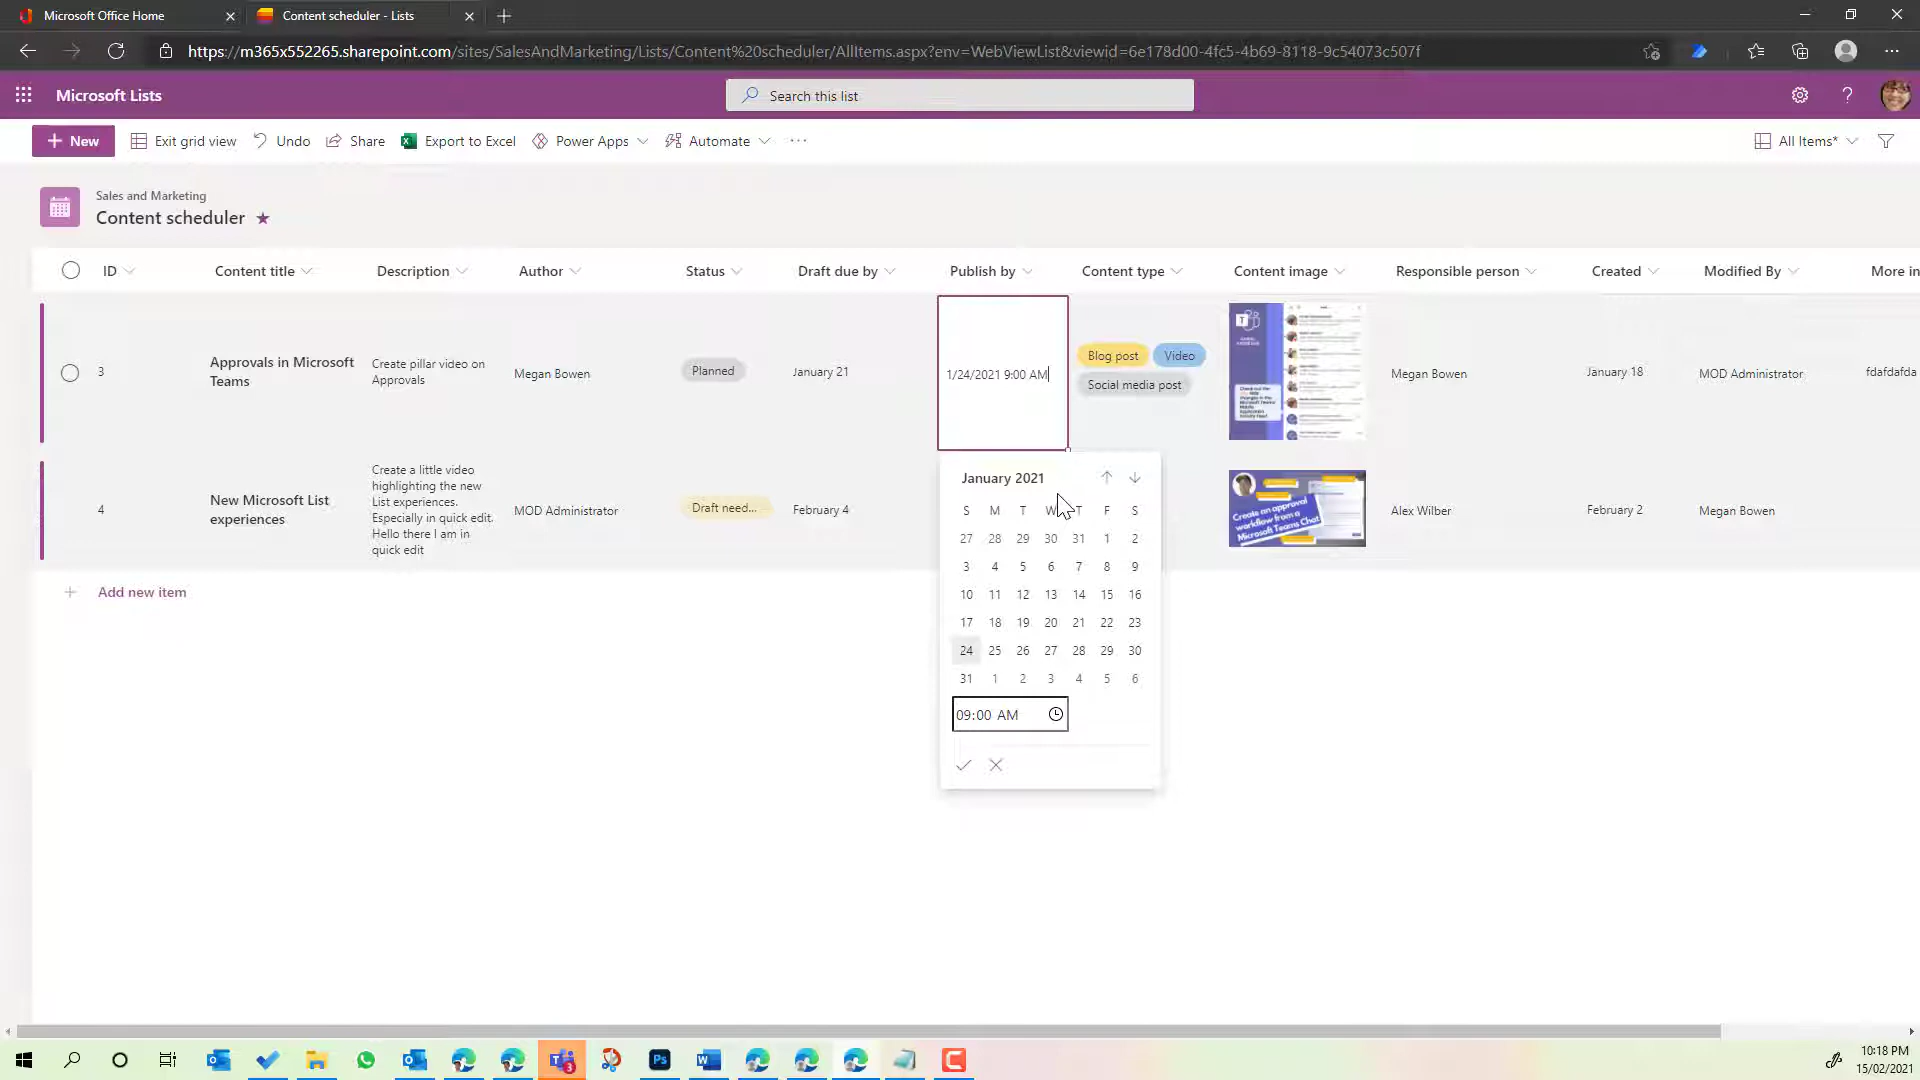 Microsoft Office Home
Content scheduler - Lists
https://m365x552265.sharepoint.com/sites/SalesAndMarketing/Lists/Content%20scheduler/AllItems.aspx?env=WebViewList&viewid=6e178d00-4fc5-4b69-8118-9c54073c507f
Microsoft Lists
Search this list
?
+ New
Exit grid view
Undo
Share
Export to Excel
Power Apps
Automate
...
All Items*
Sales and Marketing
Content scheduler
ID
Content title
Description
Author
Status
Draft due by
Publish by
Content type
Content image
Responsible person
Created
Modified By
More in
3
Approvals in Microsoft
Teams
Create pillar video on
Approvals
Megan Bowen
Planned
January 21
1/24/2021 9:00 AM
Blog post
Video
Social media post
Megan Bowen
January 18
MOD Administrator
fdafdafda
4
New Microsoft List
experiences
Create a little video
highlighting the new
List experiences.
Especially in quick edit.
Hello there I am in
quick edit
MOD Administrator
Draft need...
February 4
Create an approval
workflow from a
Microsoft Teams Chat
Alex Wilber
February 2
Megan Bowen
+ Add new item
January 2021
S M T W T F S
27 28 29 30 31 1 2
3 4 5 6 7 8 9
10 11 12 13 14 15 16
17 18 19 20 21 22 23
24 25 26 27 28 29 30
31 1 2 3 4 5 6
09:00 AM
10:18 PM
15/02/2021